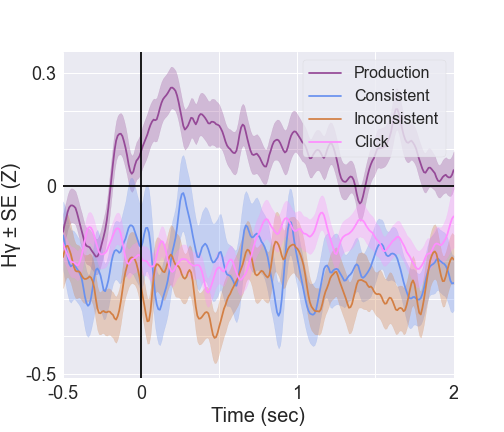 Production
Consistent
Inconsistent
Click
Hγ ± SE (Z)
0.3
0
-0.5
-0.5 0 1 2
Time (sec)